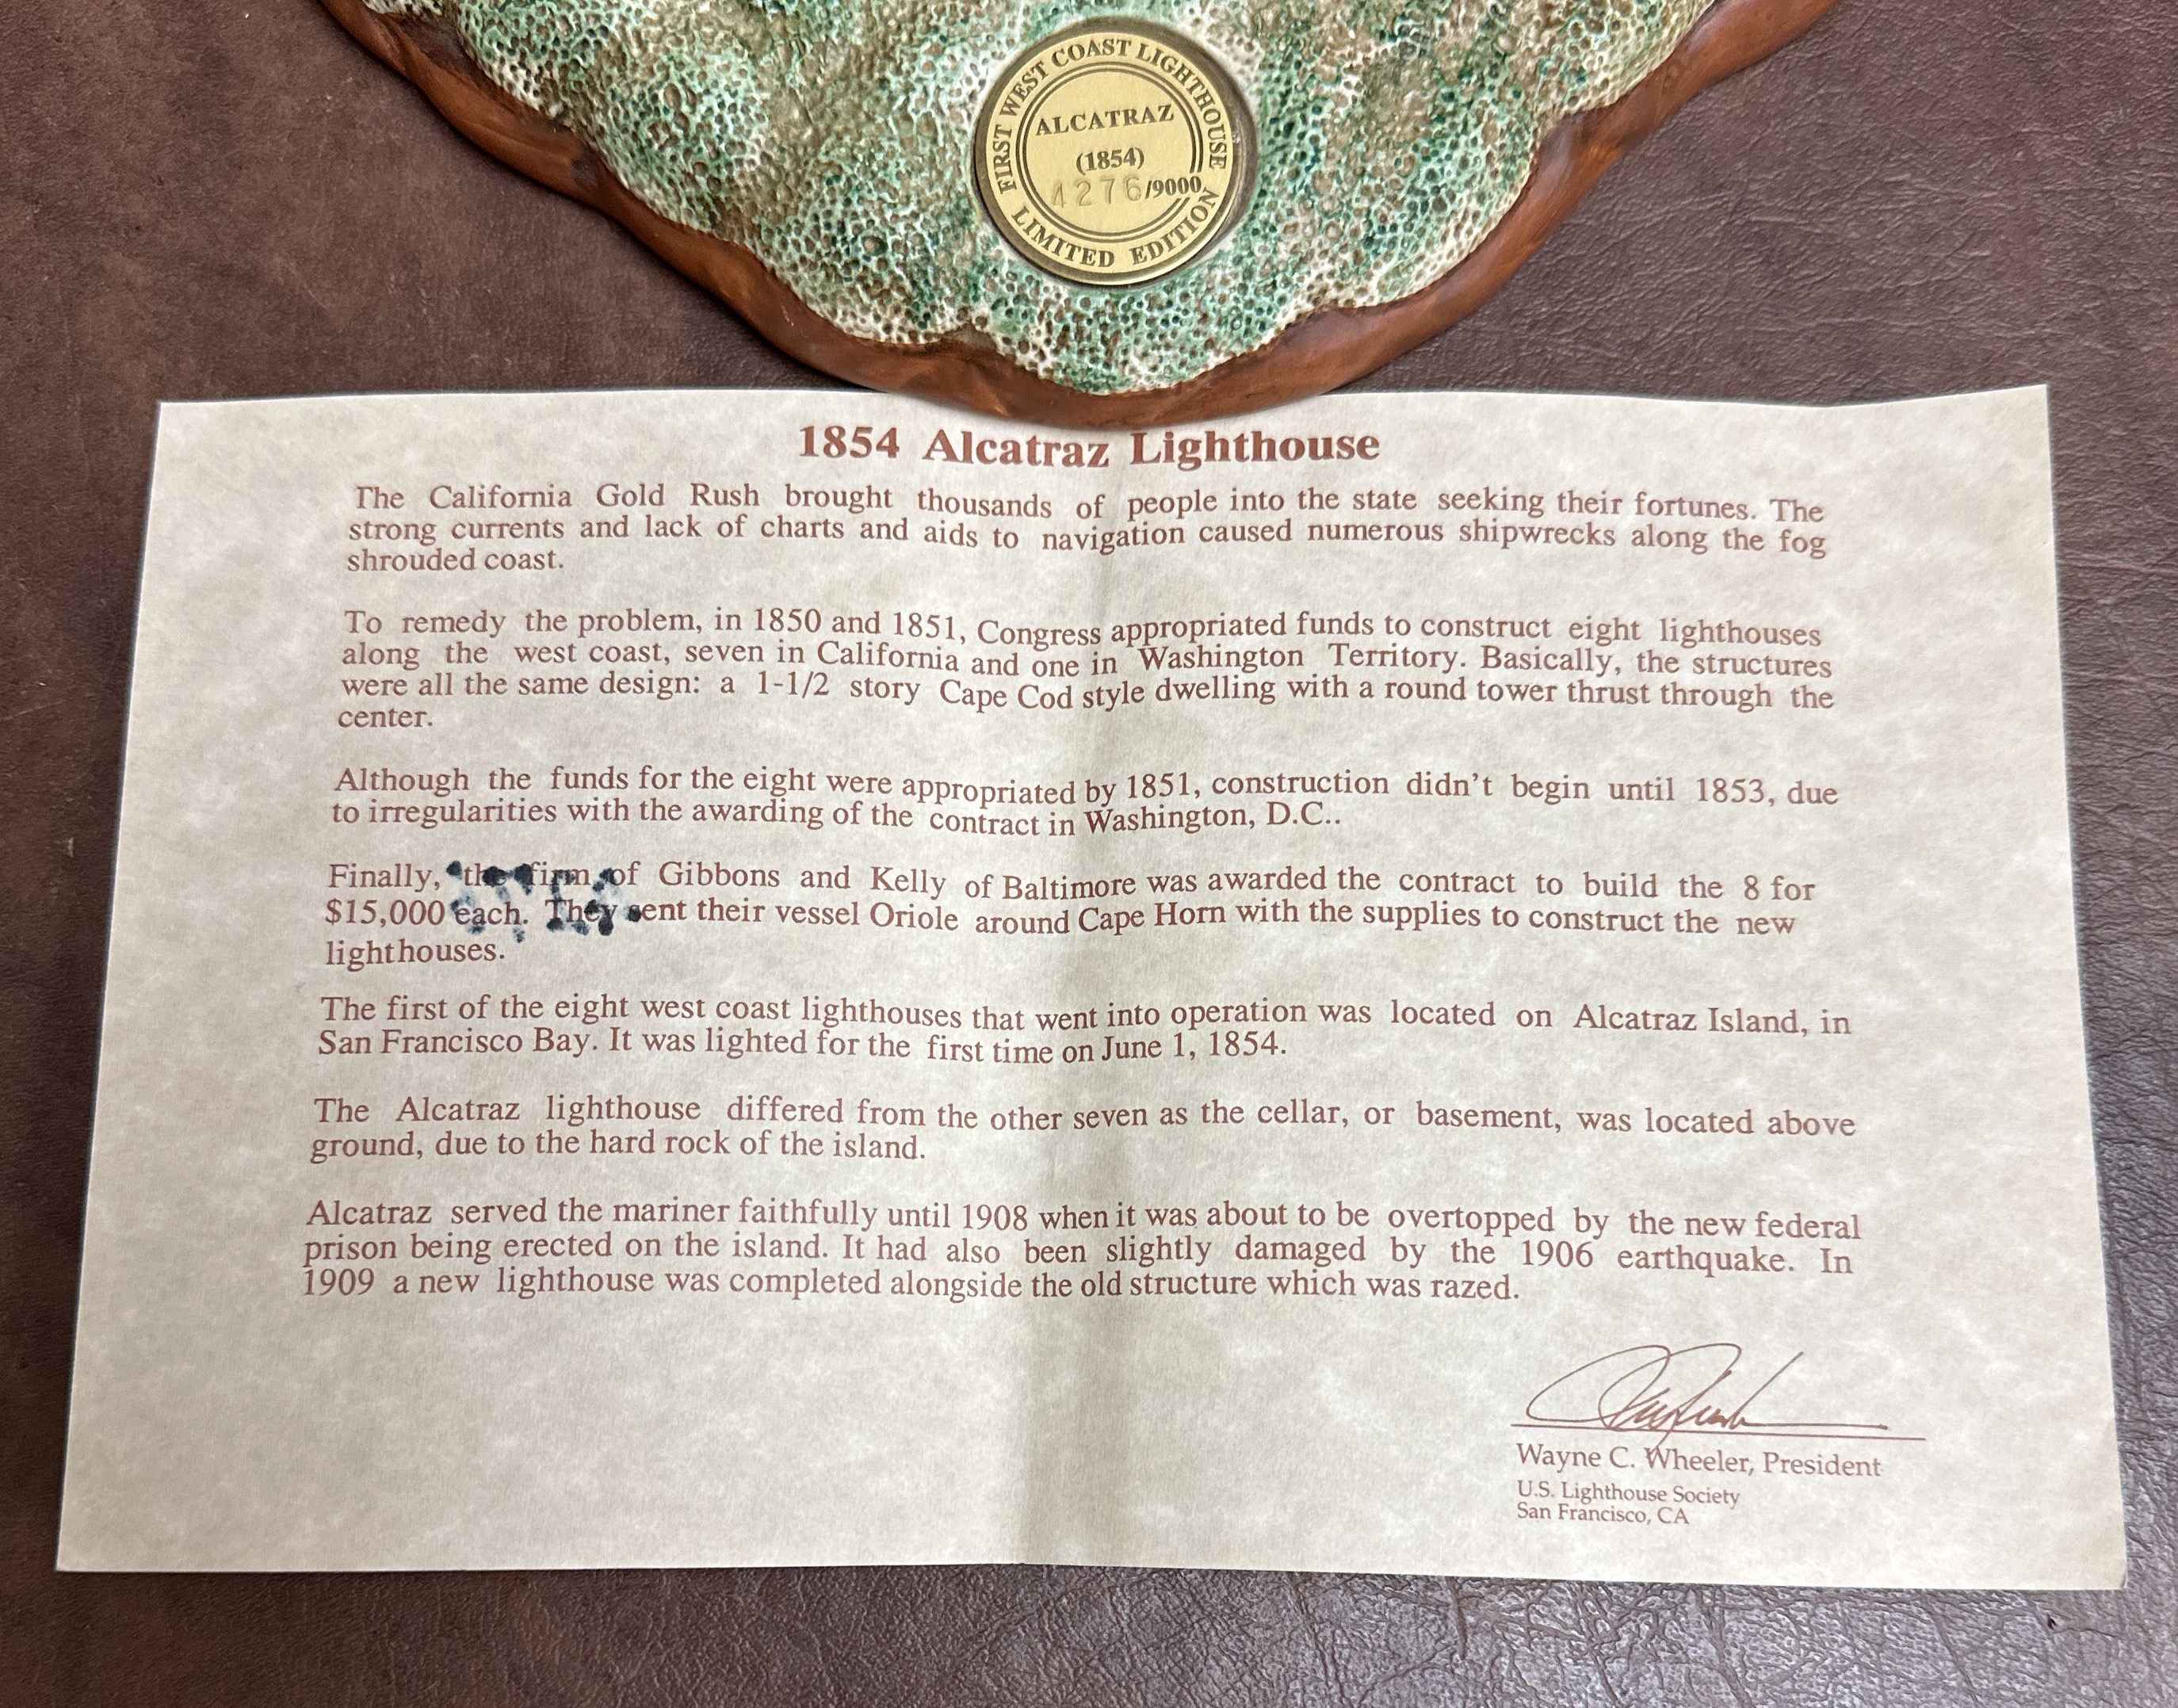 FIRST WEST COAST LIGHTHOUSE
ALCATRAZ
(1854)
4276/9000
LIMITED EDITION
1854 Alcatraz Lighthouse
The California Gold Rush brought thousands of people into the state seeking their fortunes. The
strong currents and lack of charts and aids to navigation caused numerous shipwrecks along the fog
shrouded coast.
To remedy the problem, in 1850 and 1851, Congress appropriated funds to construct eight lighthouses
along the west coast, seven in California and one in Washington Territory. Basically, the structures
were all the same design: a 1-1/2 story Cape Cod style dwelling with a round tower thrust through the
center.
Although the funds for the eight were appropriated by 1851, construction didn't begin until 1853, due
to irregularities with the awarding of the contract in Washington, D.C..
Finally, the firm of Gibbons and Kelly of Baltimore was awarded the contract to build the 8 for
$15,000 each. They sent their vessel Oriole around Cape Horn with the supplies to construct the new
lighthouses.
The first of the eight west coast lighthouses that went into operation was located on Alcatraz Island, in
San Francisco Bay. It was lighted for the first time on June 1, 1854.
The Alcatraz lighthouse differed from the other seven as the cellar, or basement, was located above
ground, due to the hard rock of the island.
Alcatraz served the mariner faithfully until 1908 when it was about to be overtopped by the new federal
prison being erected on the island. It had also been slightly damaged by the 1906 earthquake. In
1909 a new lighthouse was completed alongside the old structure which was razed.
Wayne C. Wheeler, President
U.S. Lighthouse Society
San Francisco, CA